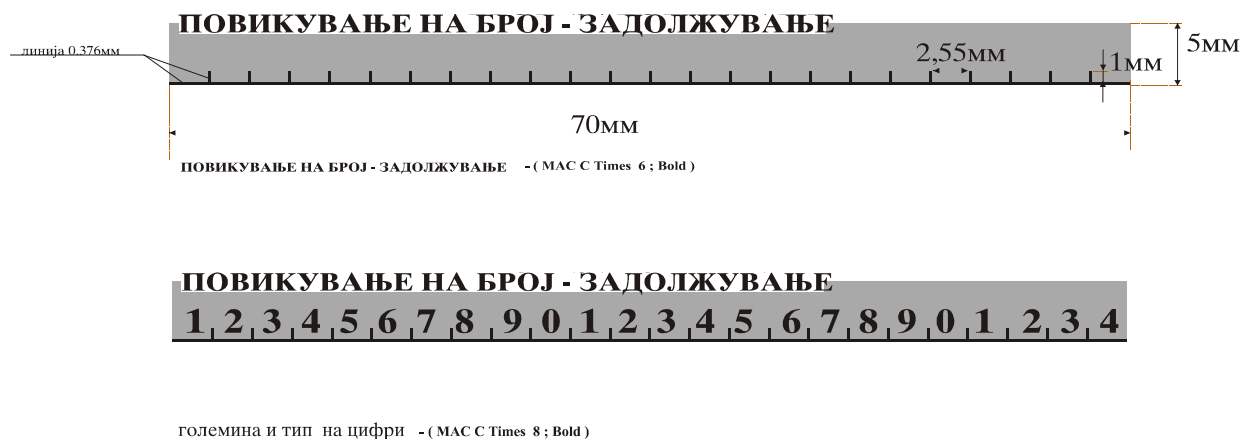 ПОВИКУВАЊЕ НА БРОЈ - ЗАДОЛЖУВАЊЕ
линија 0.376мм
2,55мм
1мм
5мм
70мм
ПОВИКУВАЊЕ НА БРОЈ - ЗАДОЛЖУВАЊЕ - ( MAC C Times 6 ; Bold )
ПОВИКУВАЊЕ НА БРОЈ - ЗАДОЛЖУВАЊЕ
1 2 3 4 5 6 7 8 9 0 1 2 3 4 5 6 7 8 9 0 1 2 3 4
големина и тип на цифри - ( MAC C Times 8 ; Bold )